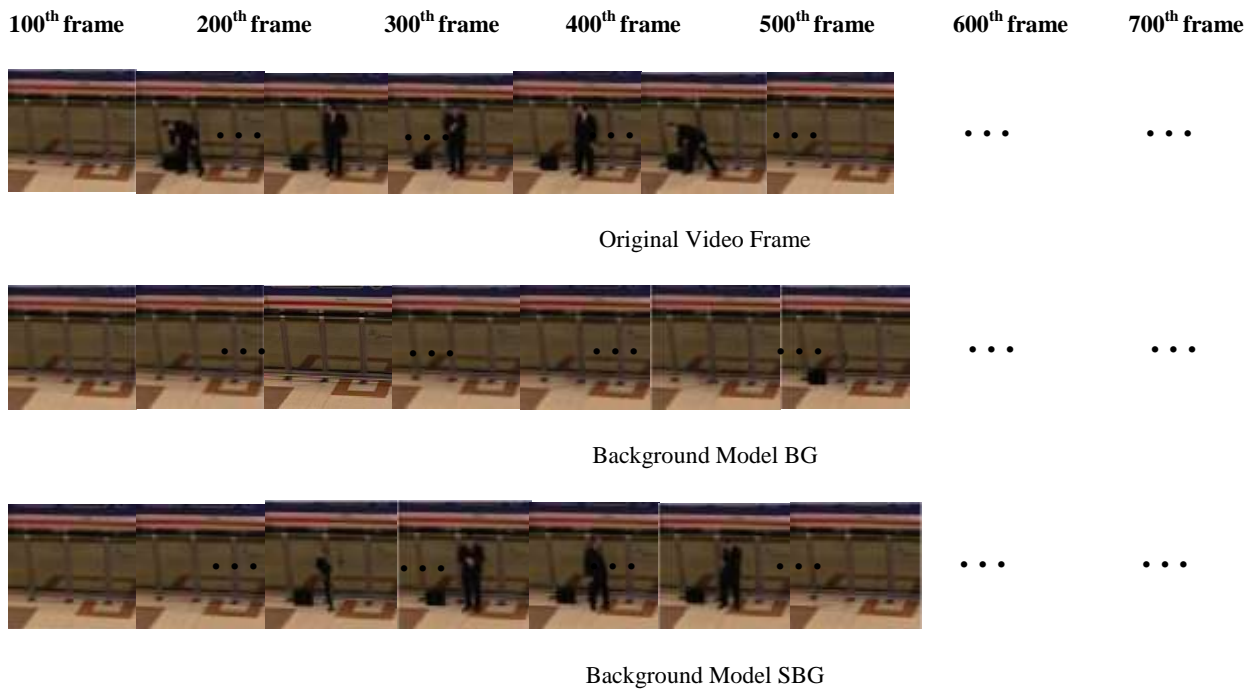 100th frame 200th frame 300th frame 400th frame 500th frame 600th frame 700th frame
Original Video Frame
Background Model BG
Background Model SBG